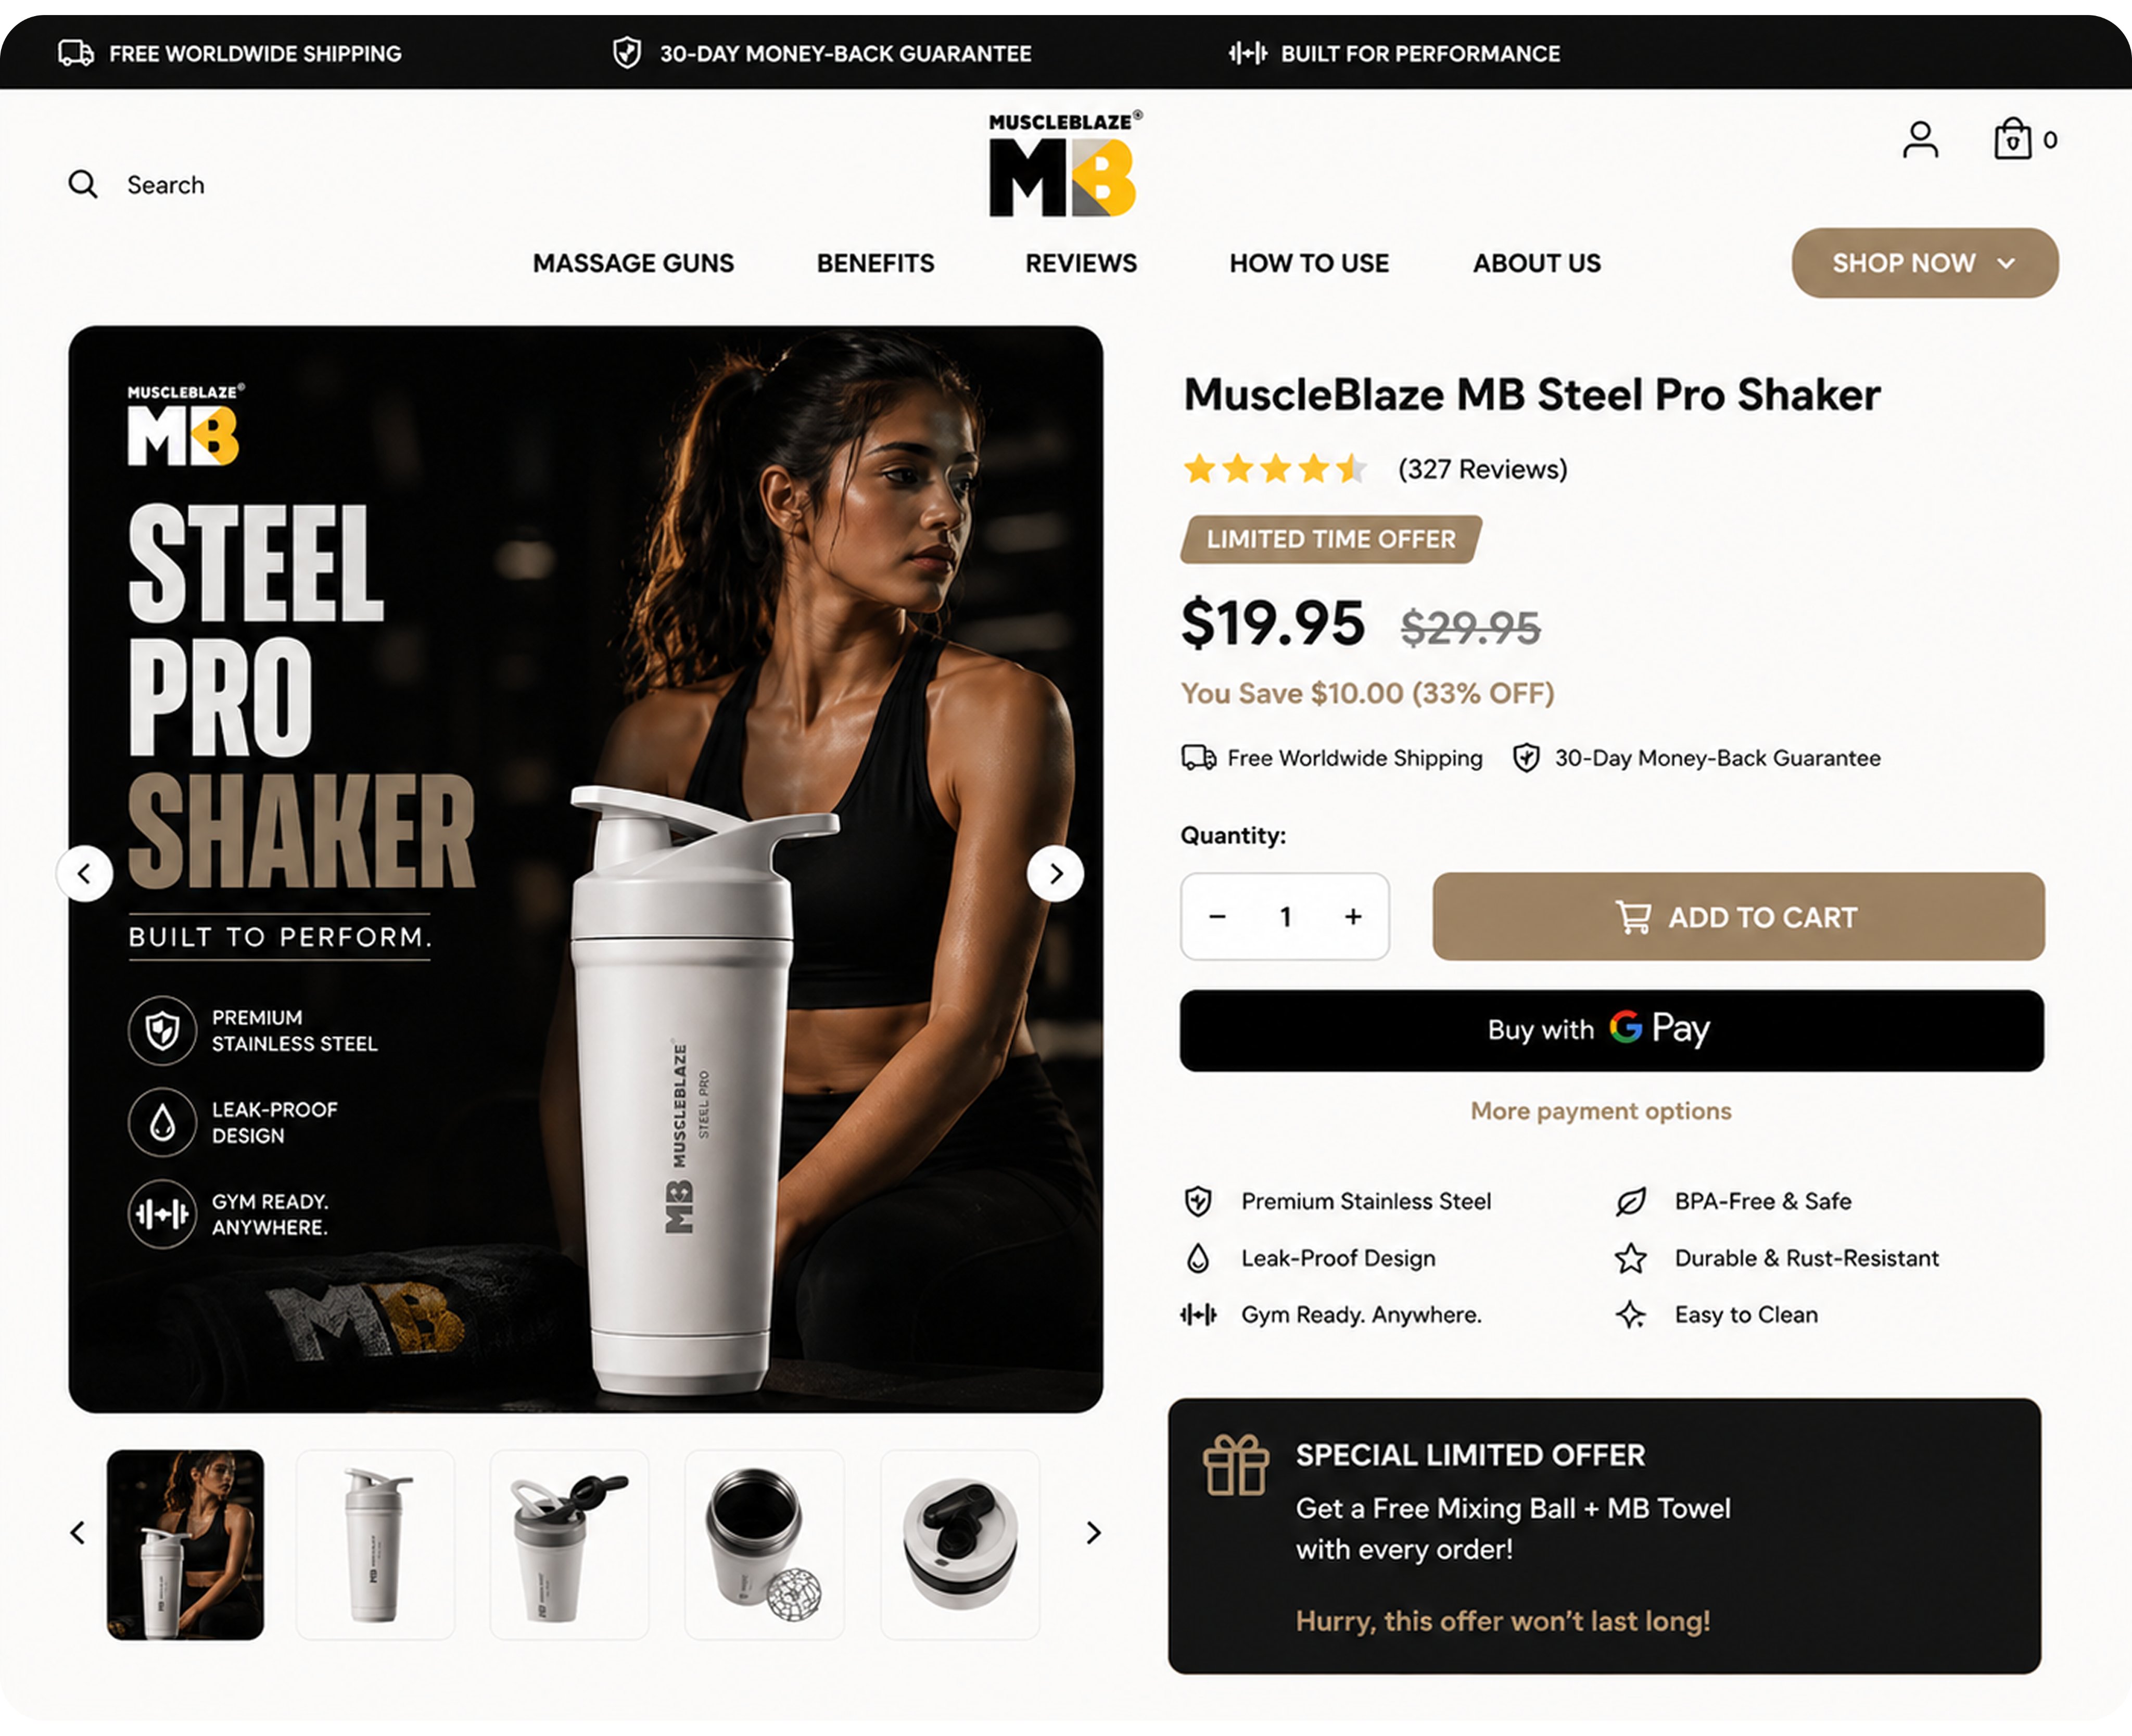 FREE WORLDWIDE SHIPPING
30-DAY MONEY-BACK GUARANTEE
BUILT FOR PERFORMANCE
MUSCLEBLAZE®
MB
0
Search
MASSAGE GUNS
BENEFITS
REVIEWS
HOW TO USE
ABOUT US
SHOP NOW
MUSCLEBLAZE®
MB
STEEL
PRO
SHAKER
BUILT TO PERFORM.
PREMIUM
STAINLESS STEEL
LEAK-PROOF
DESIGN
GYM READY.
ANYWHERE.
MB MUSCLEBLAZE
STEEL PRO
MB
MuscleBlaze MB Steel Pro Shaker
(327 Reviews)
LIMITED TIME OFFER
$19.95 $29.95
You Save $10.00 (33% OFF)
Free Worldwide Shipping
30-Day Money-Back Guarantee
Quantity:
− 1 +
ADD TO CART
Buy with G Pay
More payment options
Premium Stainless Steel
BPA-Free & Safe
Leak-Proof Design
Durable & Rust-Resistant
Gym Ready. Anywhere.
Easy to Clean
SPECIAL LIMITED OFFER
Get a Free Mixing Ball + MB Towel
with every order!
Hurry, this offer won't last long!